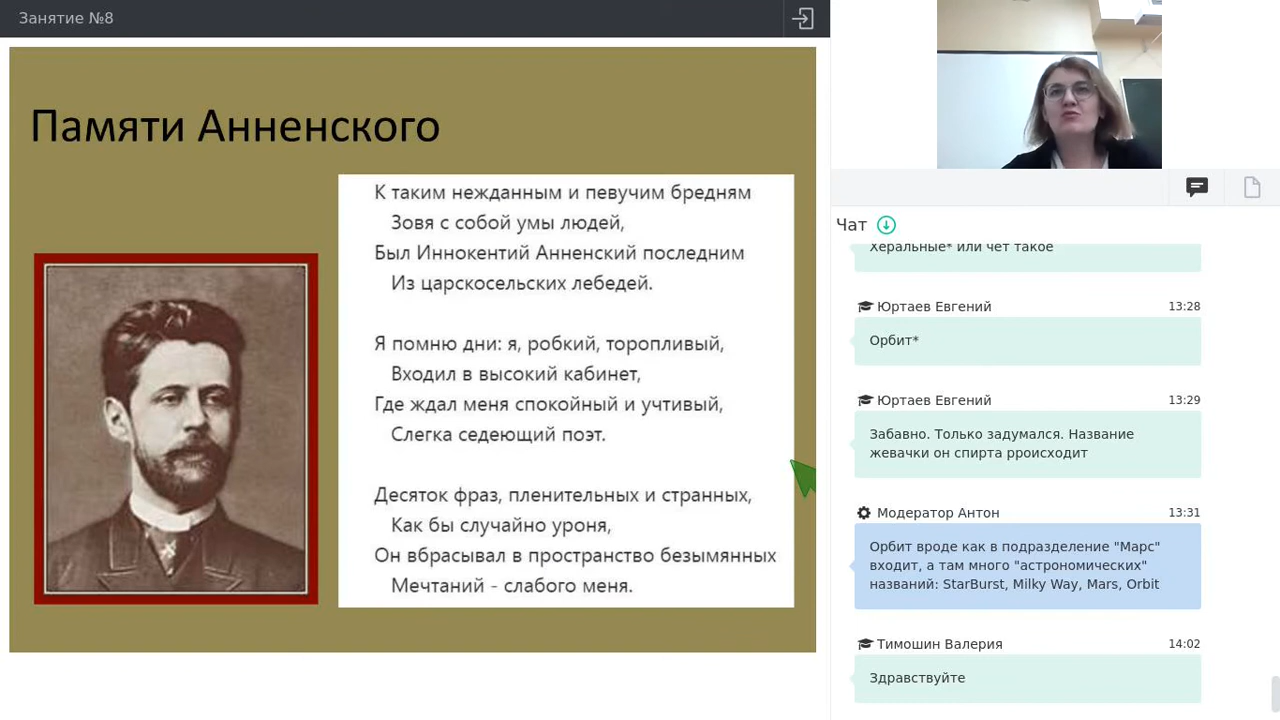 Занятие №8
Памяти Анненского
К таким нежданным и певучим бредням
Зовя с собой умы людей,
Был Иннокентий Анненский последним
Из царскосельских лебедей.
Я помню дни: я, робкий, торопливый,
Входил в высокий кабинет,
Где ждал меня спокойный и учтивый,
Слегка седеющий поэт.
Десяток фраз, пленительных и странных,
Как бы случайно уроня,
Он вбрасывал в пространство безымянных
Мечтаний - слабого меня.
Чат
Херальные* или чет такое
Юртаев Евгений 13:28
Орбит*
Юртаев Евгений 13:29
Забавно. Только задумался. Название
жевачки он спирта рроисходит
Модератор Антон 13:31
Орбит вроде как в подразделение "Марс"
входит, а там много "астрономических"
названий: StarBurst, Milky Way, Mars, Orbit
Тимошин Валерия 14:02
Здравствуйте